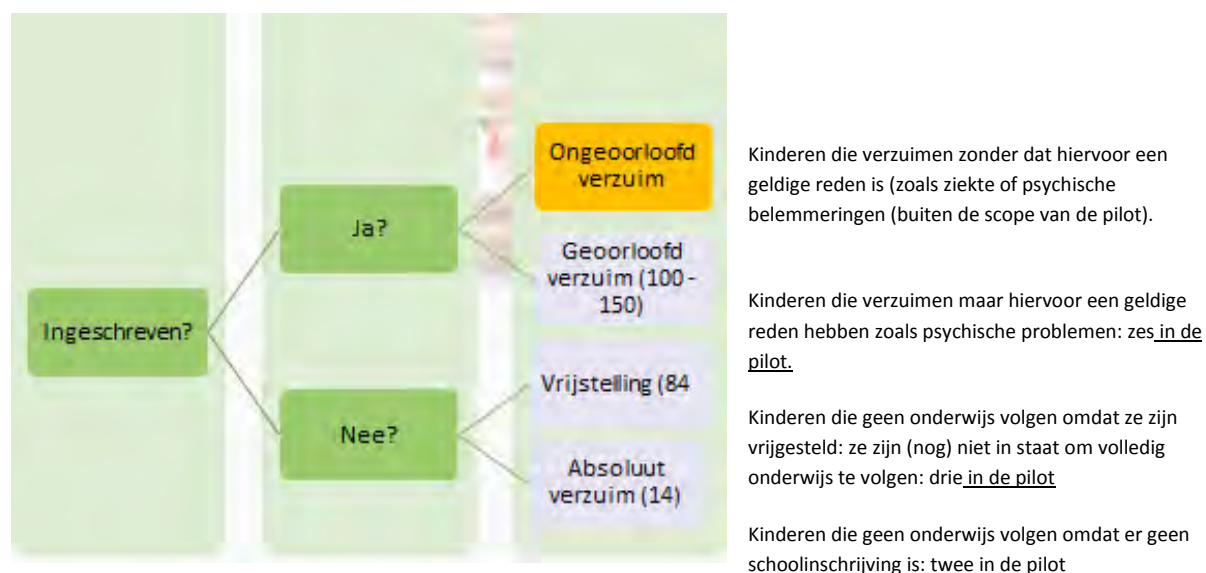 Ongeoorloofd
verzuim
Kinderen die verzuimen zonder dat hiervoor een
geldige reden is (zoals ziekte of psychische
belemmeringen (buiten de scope van de pilot).
Ja?
Geoorloofd
verzuim (100 -
150)
Kinderen die verzuimen maar hiervoor een geldige
reden hebben zoals psychische problemen: zes in de
pilot.
Ingeschreven?
Vrijstelling (84
Kinderen die geen onderwijs volgen omdat ze zijn
vrijgesteld: ze zijn (nog) niet in staat om volledig
onderwijs te volgen: drie in de pilot
Nee?
Absoluut
verzuim (14)
Kinderen die geen onderwijs volgen omdat er geen
schoolinschrijving is: twee in de pilot